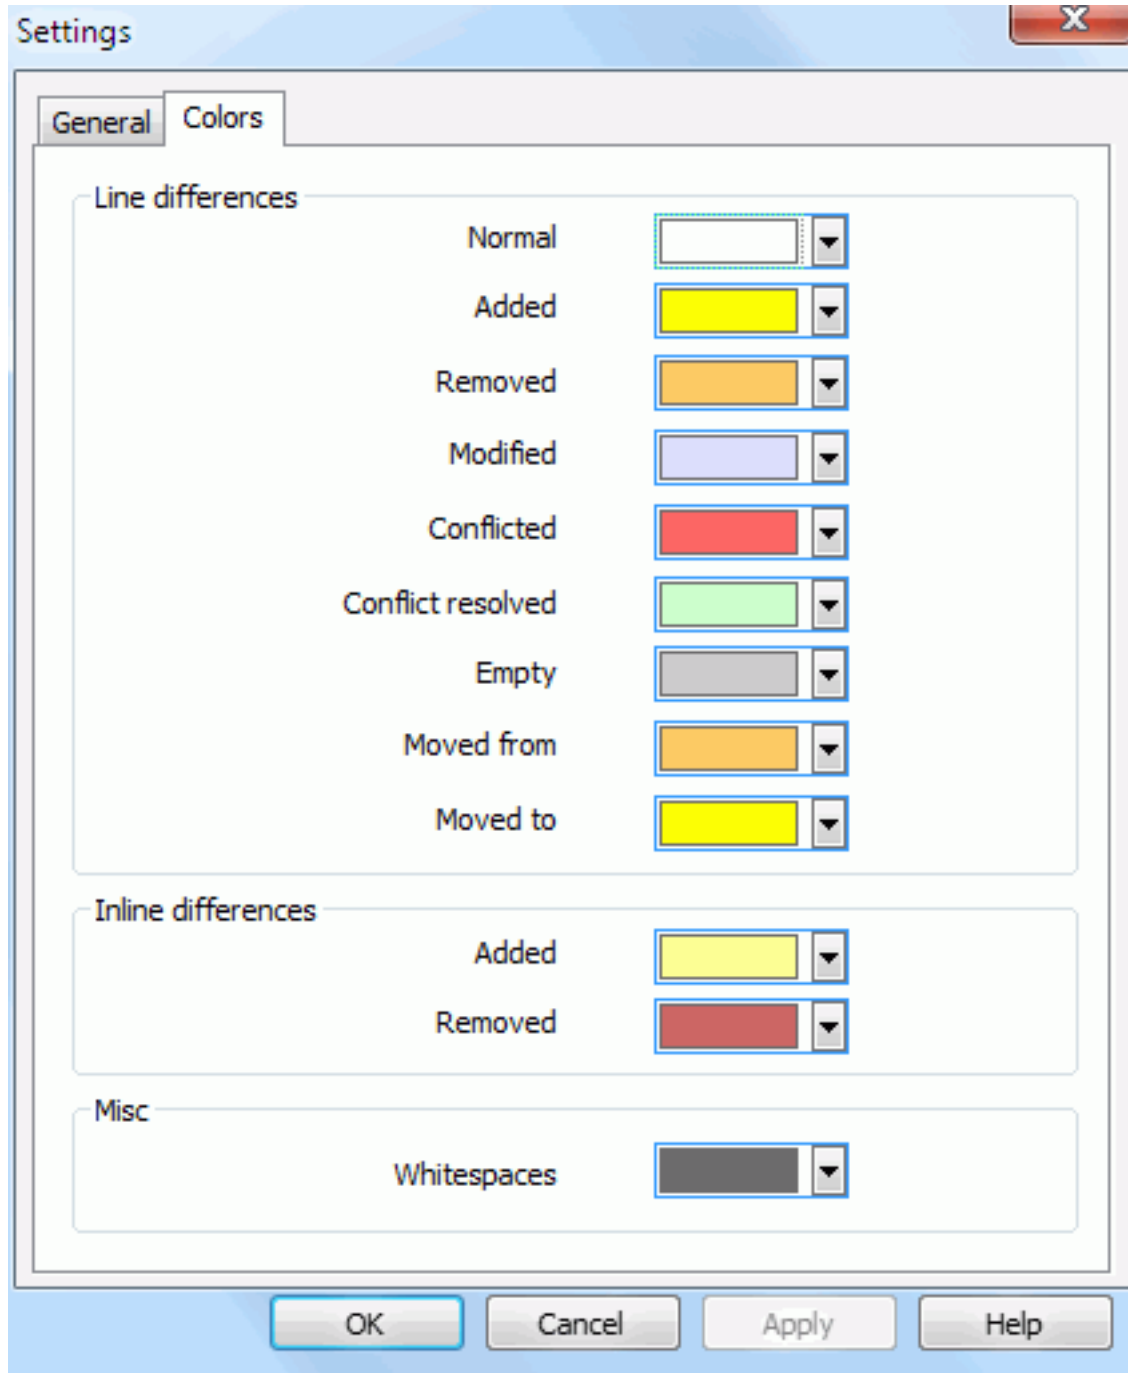 Settings
General
Colors
Line differences
Normal
Added
Removed
Modified
Conflicted
Conflict resolved
Empty
Moved from
Moved to
Inline differences
Added
Removed
Misc
Whitespaces
OK
Cancel
Apply
Help